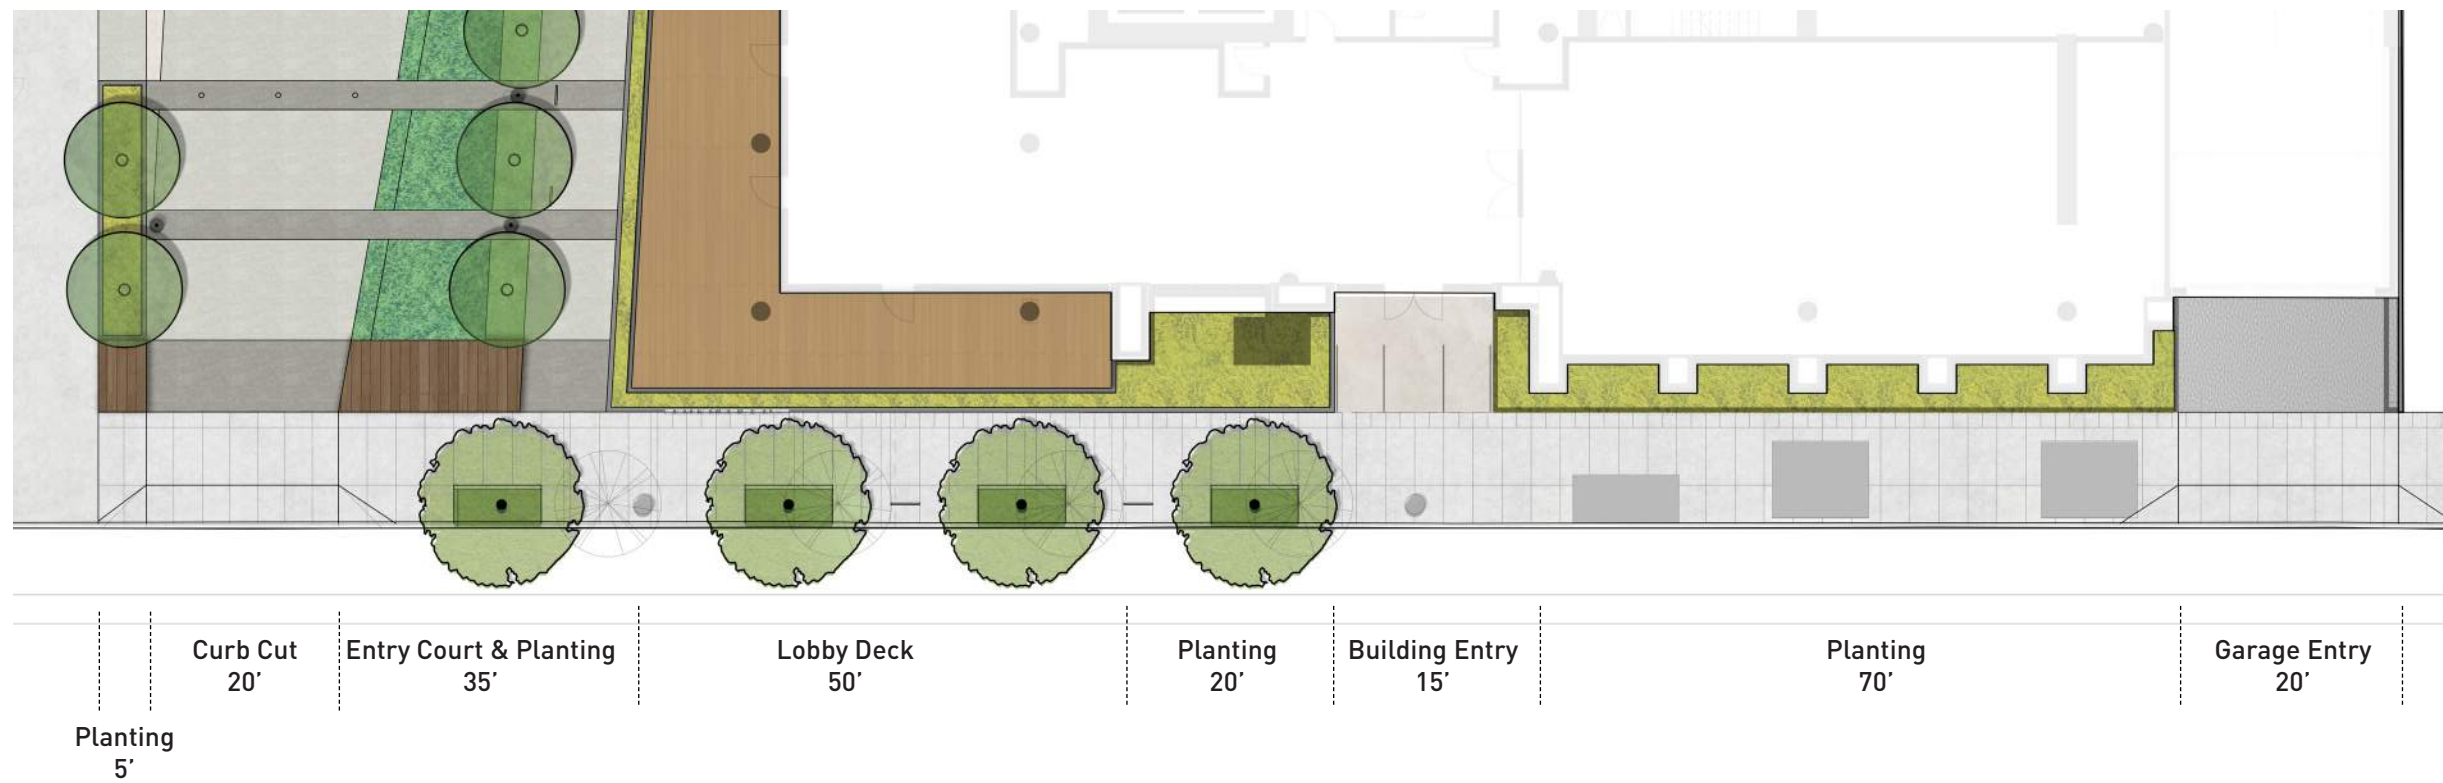 Curb Cut
20’
Entry Court & Planting
35’
Lobby Deck
50’
Planting
20’
Building Entry
15’
Planting
70’
Garage Entry
20’
Planting
5’